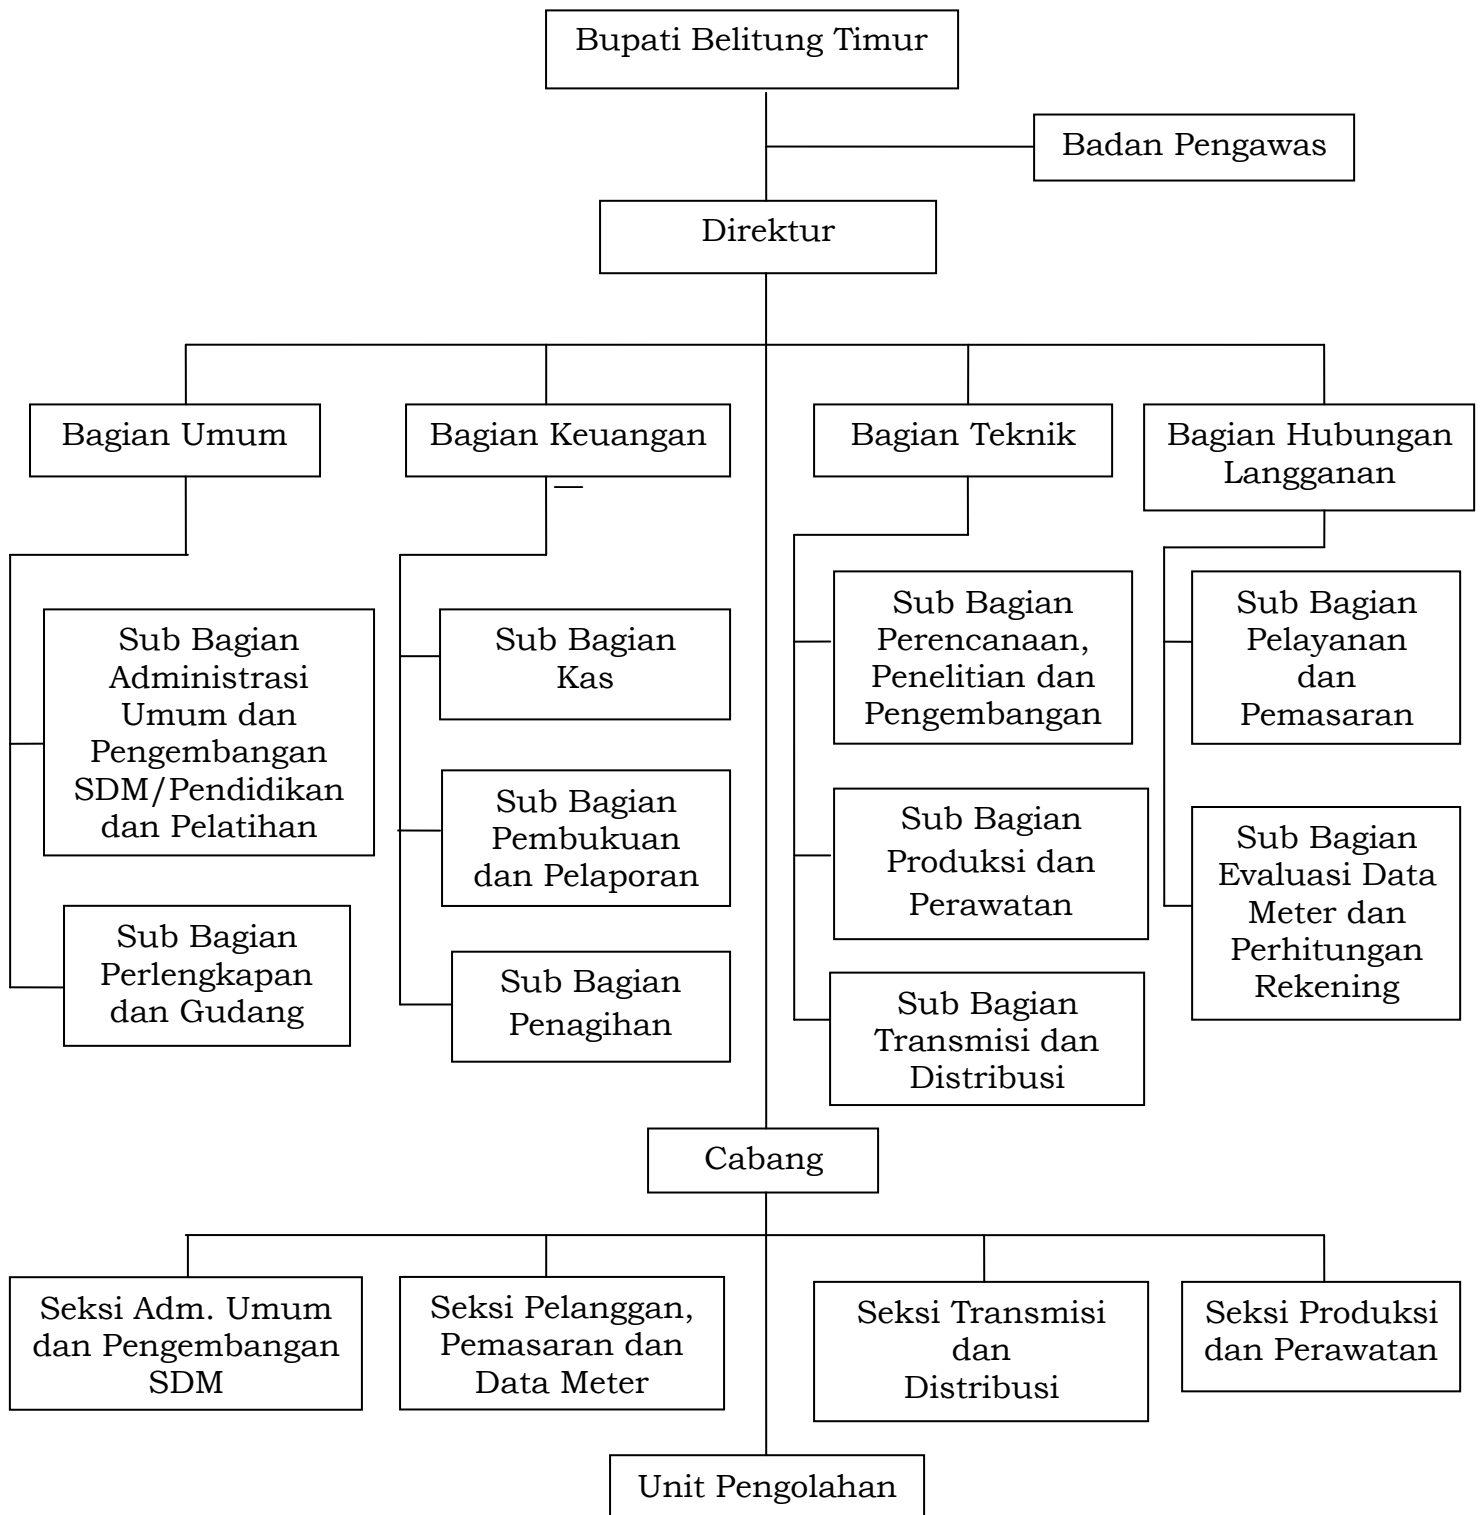 Bupati Belitung Timur
Badan Pengawas
Direktur
Bagian Umum
Bagian Keuangan
Bagian Teknik
Bagian Hubungan
Langganan
Sub Bagian
Administrasi
Umum dan
Pengembangan
SDM/Pendidikan
dan Pelatihan
Sub Bagian
Perlengkapan
dan Gudang
Sub Bagian
Kas
Sub Bagian
Pembukuan
dan Pelaporan
Sub Bagian
Penagihan
Sub Bagian
Perencanaan,
Penelitian dan
Pengembangan
Sub Bagian
Produksi dan
Perawatan
Sub Bagian
Transmisi dan
Distribusi
Sub Bagian
Pelayanan
dan
Pemasaran
Sub Bagian
Evaluasi Data
Meter dan
Perhitungan
Rekening
Cabang
Seksi Adm. Umum
dan Pengembangan
SDM
Seksi Pelanggan,
Pemasaran dan
Data Meter
Seksi Transmisi
dan
Distribusi
Seksi Produksi
dan Perawatan
Unit Pengolahan